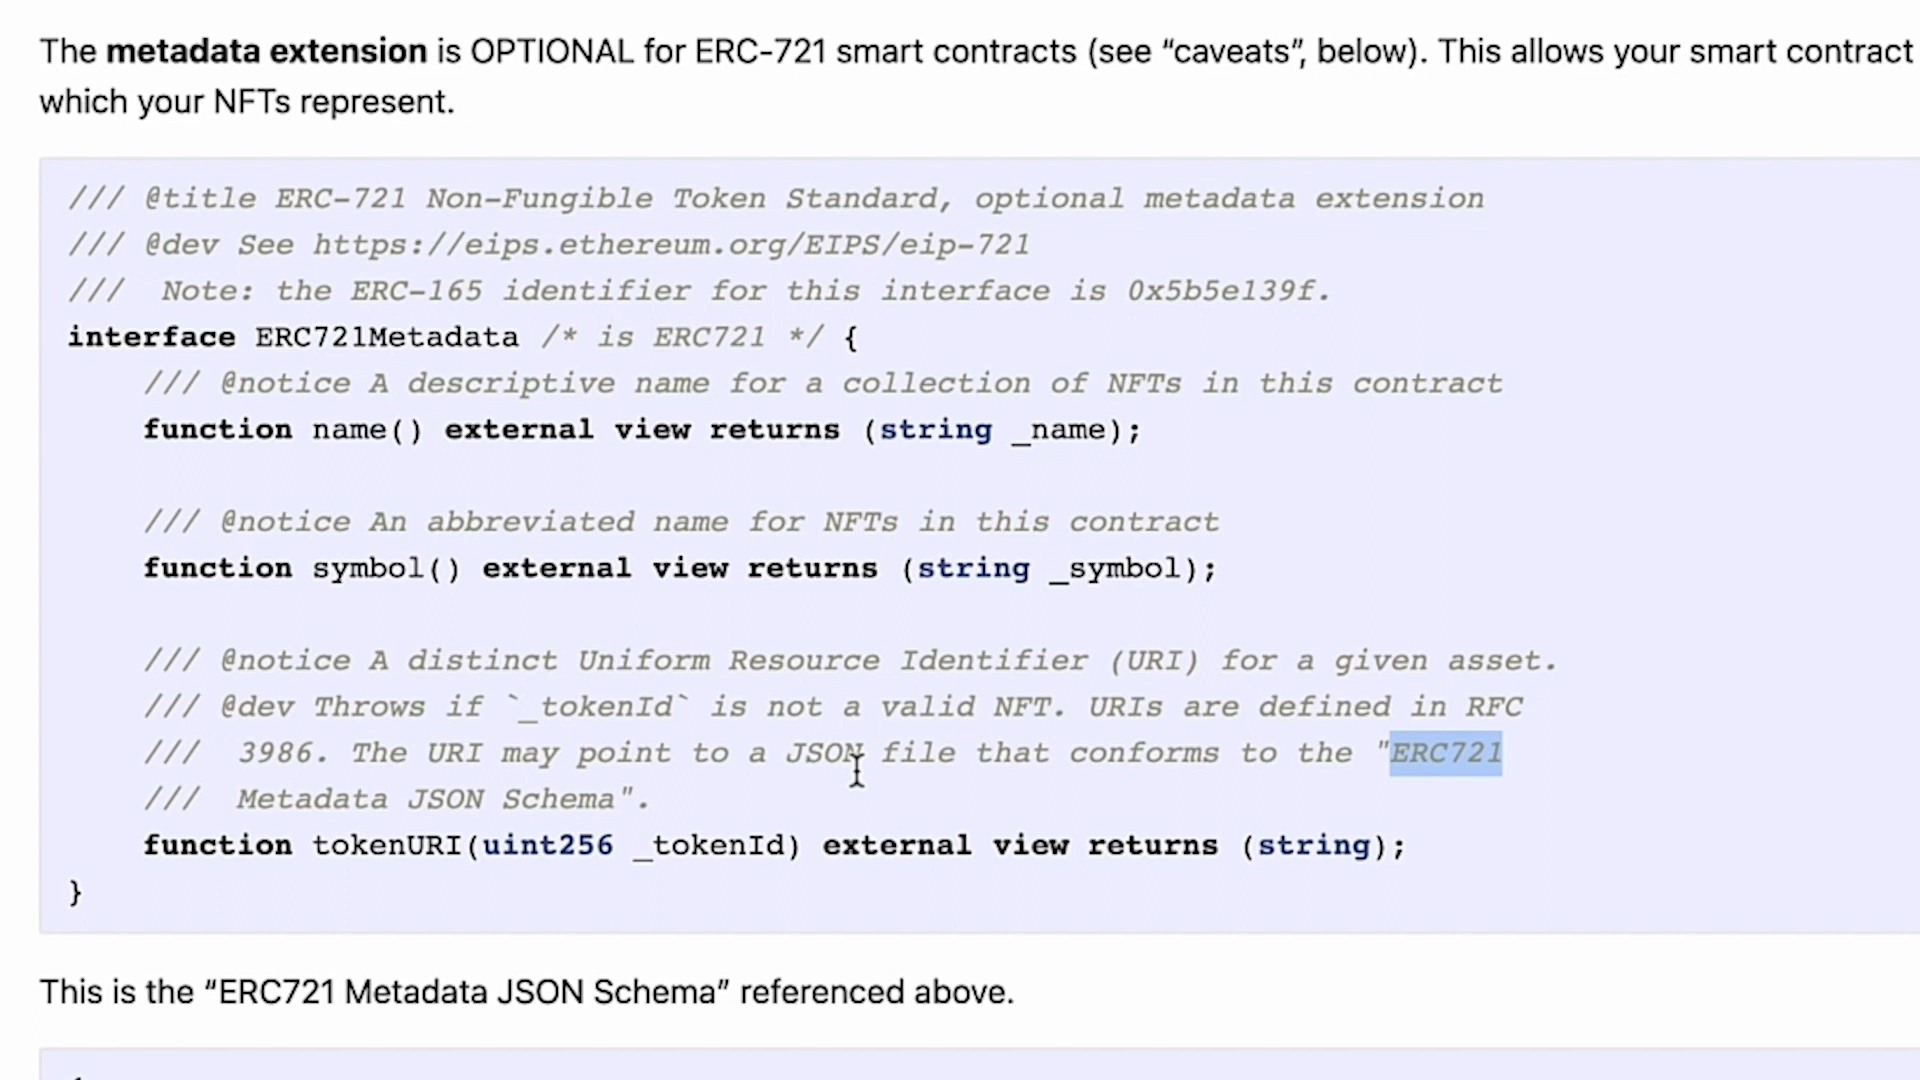 The metadata extension is OPTIONAL for ERC-721 smart contracts (see “caveats”, below). This allows your smart contract
which your NFTs represent.
/// @title ERC-721 Non-Fungible Token Standard, optional metadata extension
/// @dev See https://eips.ethereum.org/EIPS/eip-721
///  Note: the ERC-165 identifier for this interface is 0x5b5e139f.
interface ERC721Metadata /* is ERC721 */ {
    /// @notice A descriptive name for a collection of NFTs in this contract
    function name() external view returns (string _name);
    /// @notice An abbreviated name for NFTs in this contract
    function symbol() external view returns (string _symbol);
    /// @notice A distinct Uniform Resource Identifier (URI) for a given asset.
    /// @dev Throws if `_tokenId` is not a valid NFT. URIs are defined in RFC
    ///  3986. The URI may point to a JSON file that conforms to the "ERC721
    ///  Metadata JSON Schema".
    function tokenURI(uint256 _tokenId) external view returns (string);
}
This is the “ERC721 Metadata JSON Schema” referenced above.